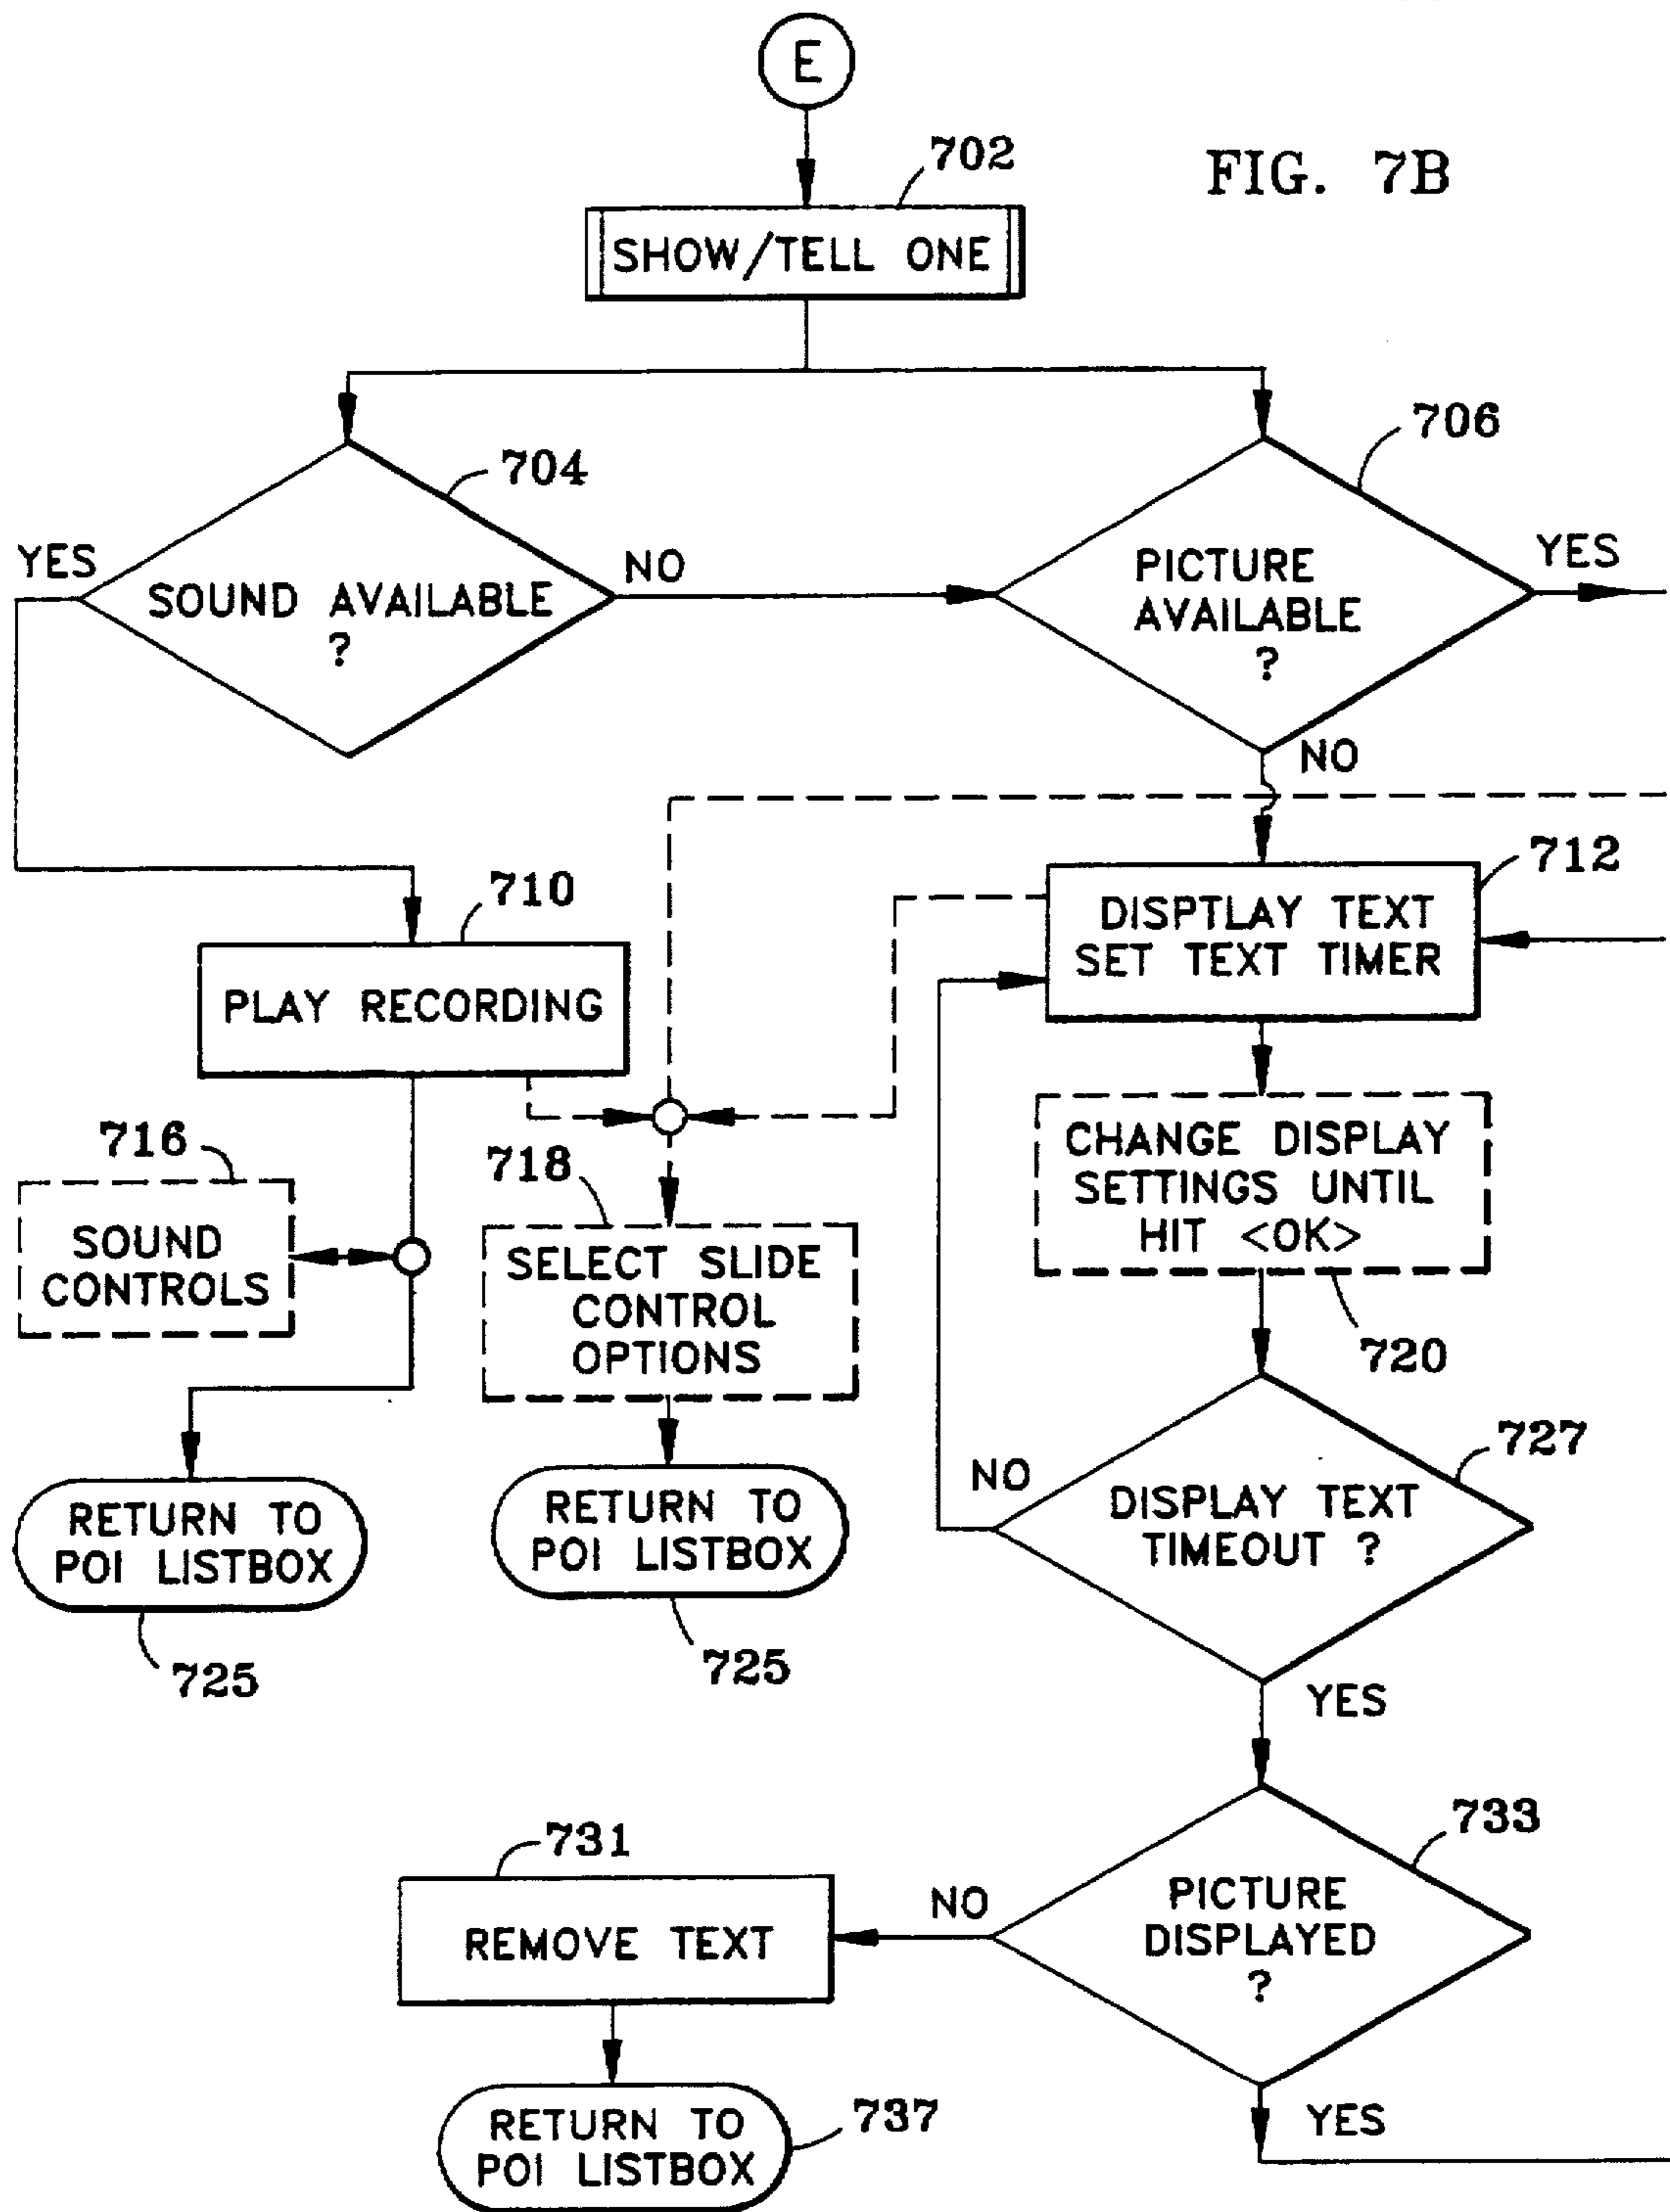 E
702
FIG. 7B
SHOW/TELL ONE
706
704
YES
NO
YES
SOUND AVAILABLE
?
PICTURE
AVAILABLE
?
NO
712
710
DISPTLAY TEXT
SET TEXT TIMER
PLAY RECORDING
716
718
CHANGE DISPLAY
SETTINGS UNTIL
HIT <OK>
SOUND
CONTROLS
SELECT SLIDE
CONTROL
OPTIONS
720
727
NO
DISPLAY TEXT
TIMEOUT ?
RETURN TO
POI LISTBOX
RETURN TO
POI LISTBOX
725
725
YES
733
731
NO
PICTURE
DISPLAYED
?
REMOVE TEXT
YES
737
RETURN TO
POI LISTBOX